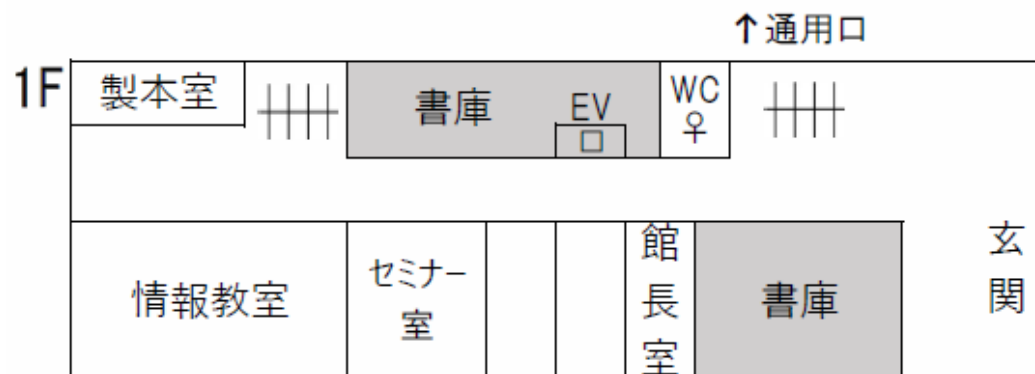 ↑通用口
1F
製本室
書庫
EV
WC
♀
情報教室
セミナー
室
館
長
室
書庫
玄
関